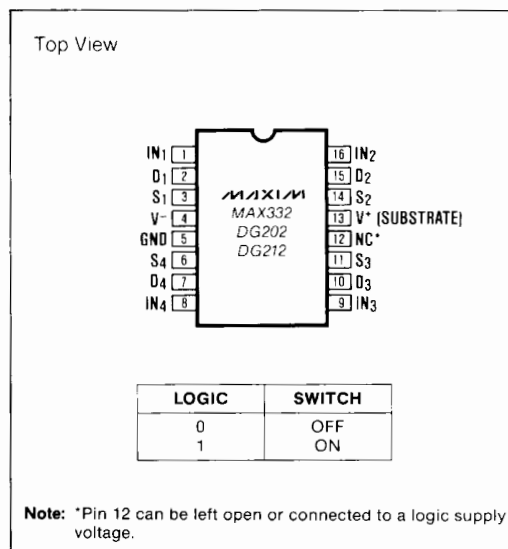 Top View
IN1 1 16 IN2
D1 2 15 D2
S1 3 MAXIM 14 S2
V- 4 MAX332 13 V+ (SUBSTRATE)
GND 5 DG202 12 NC*
S4 6 DG212 11 S3
D4 7 10 D3
IN4 8 9 IN3
LOGIC SWITCH
0 OFF
1 ON
Note: *Pin 12 can be left open or connected to a logic supply
voltage.